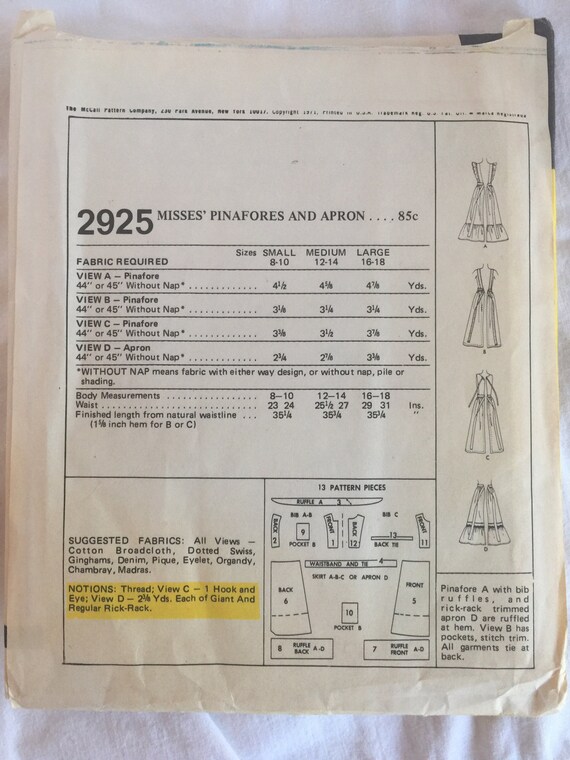 The McCall Pattern Company, 230 Park Avenue, New York 10017. Copyright 1971, Printed in U.S.A. Trademark Reg. U.S. Pat. Off.
2925 MISSES' PINAFORES AND APRON .... 85c
Sizes SMALL MEDIUM LARGE
FABRIC REQUIRED 8-10 12-14 16-18
VIEW A – Pinafore
44" or 45" Without Nap* ............. 4½ 4⅝ 4⅞ Yds.
VIEW B – Pinafore
44" or 45" Without Nap* ............. 3⅛ 3¼ 3¼ Yds.
VIEW C – Pinafore
44" or 45" Without Nap* ............. 3⅜ 3½ 3⅞ Yds.
VIEW D – Apron
44" or 45" Without Nap* ............. 2¾ 2⅞ 3⅜ Yds.
*WITHOUT NAP means fabric with either way design, or without nap, pile or
shading.
Body Measurements ................. 8–10 12–14 16–18
Waist ............................. 23 24 25½ 27 29 31 Ins.
Finished length from natural waistline ... 35¼ 35¾ 35¼ "
(1⅝ inch hem for B or C)
A
B
C
D
SUGGESTED FABRICS: All Views –
Cotton Broadcloth, Dotted Swiss,
Ginghams, Denim, Pique, Eyelet, Organdy,
Chambray, Madras.
NOTIONS: Thread; View C – 1 Hook and
Eye; View D – 2⅜ Yds. Each of Giant And
Regular Rick-Rack.
13 PATTERN PIECES
RUFFLE A 3
BIB A-B BIB C
BACK 2
9
POCKET B
FRONT 1
BACK 12
13
BACK TIE
FRONT 11
WAISTBAND AND TIE 4
SKIRT A-B-C OR APRON D
BACK 6
10
POCKET B
FRONT 5
8 RUFFLE BACK A-D
7 RUFFLE FRONT A-D
Pinafore A with bib
ruffles, and
rick-rack trimmed
apron D are ruffled
at hem. View B has
pockets, stitch trim.
All garments tie at
back.